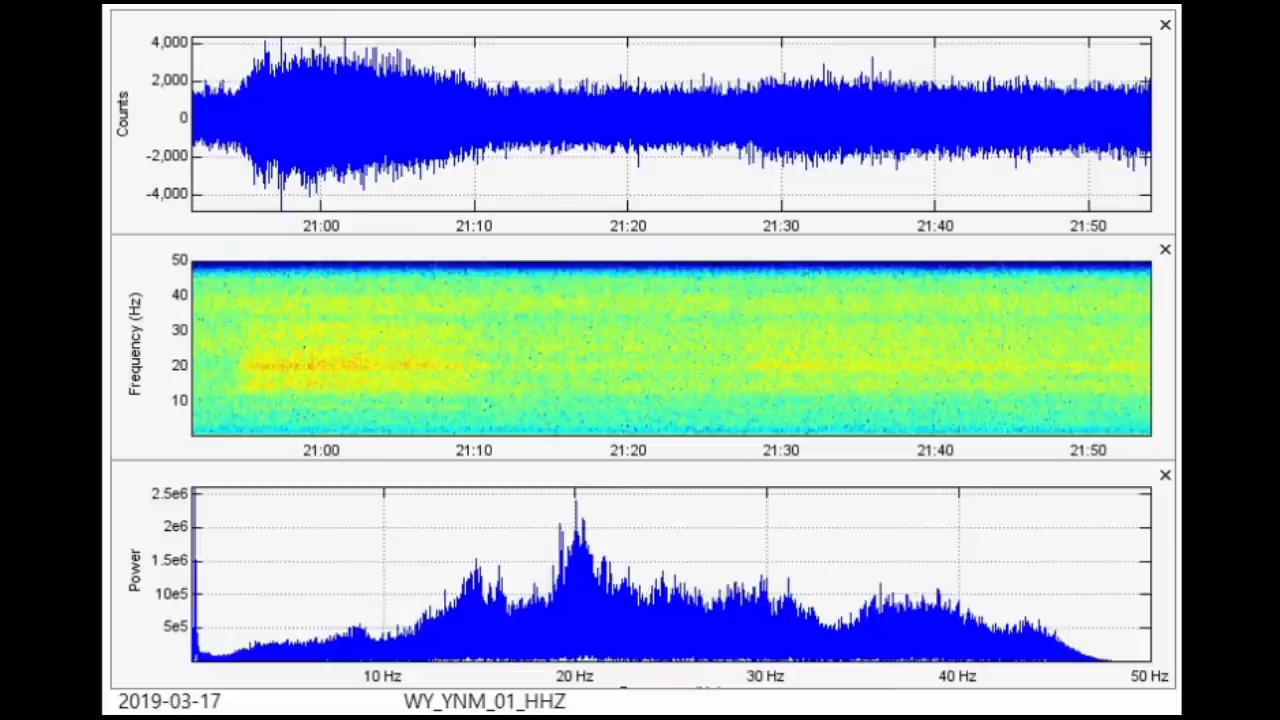 4,000
2,000
0
-2,000
-4,000
Counts
21:00 21:10 21:20 21:30 21:40 21:50
50
40
30
20
10
Frequency (Hz)
21:00 21:10 21:20 21:30 21:40 21:50
2.5e6
2e6
1.5e6
10e5
5e5
Power
10 Hz 20 Hz 30 Hz 40 Hz 50 Hz
2019-03-17 WY_YNM_01_HHZ